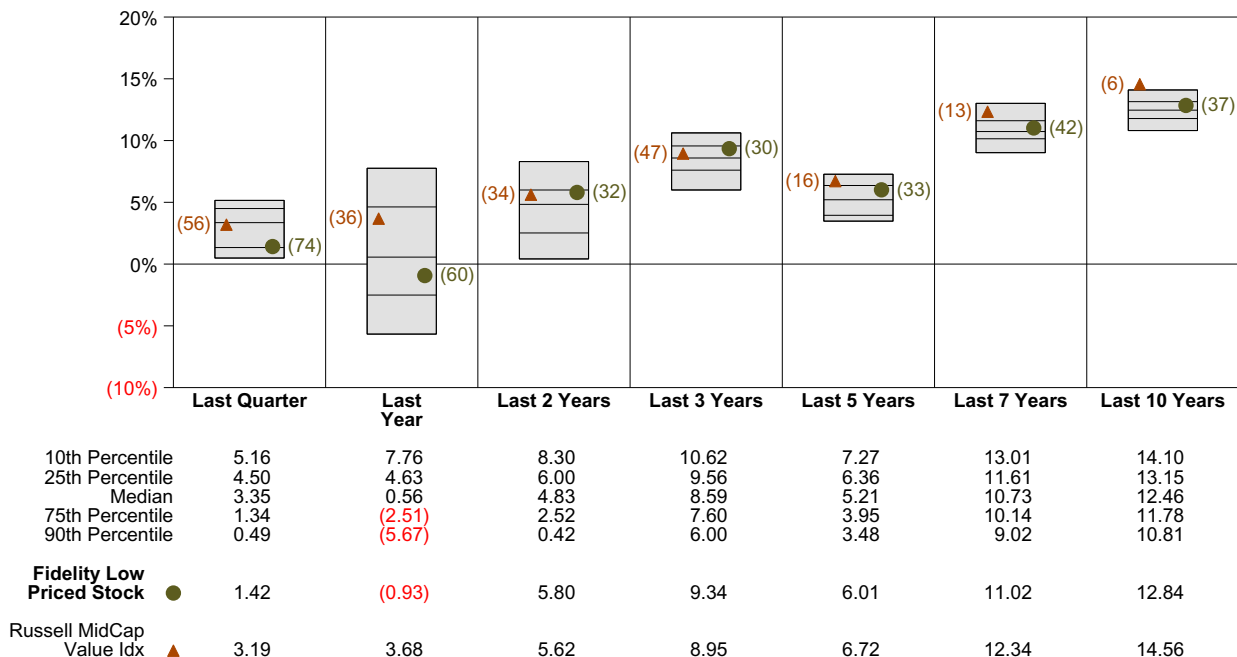 20%
15%
10%
5%
0%
(5%)
(10%)
(56) (74)
(36) (60)
(34) (32)
(47) (30)
(16) (33)
(13) (42)
(6) (37)
Last Quarter Last Year Last 2 Years Last 3 Years Last 5 Years Last 7 Years Last 10 Years
10th Percentile 5.16 7.76 8.30 10.62 7.27 13.01 14.10
25th Percentile 4.50 4.63 6.00 9.56 6.36 11.61 13.15
Median 3.35 0.56 4.83 8.59 5.21 10.73 12.46
75th Percentile 1.34 (2.51) 2.52 7.60 3.95 10.14 11.78
90th Percentile 0.49 (5.67) 0.42 6.00 3.48 9.02 10.81
Fidelity Low
Priced Stock 1.42 (0.93) 5.80 9.34 6.01 11.02 12.84
Russell MidCap
Value Idx 3.19 3.68 5.62 8.95 6.72 12.34 14.56